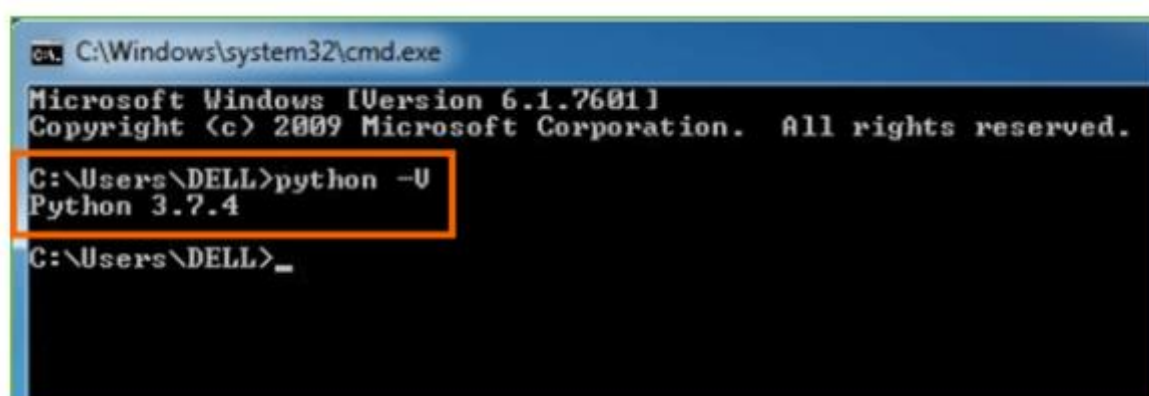 C:\Windows\system32\cmd.exe
Microsoft Windows [Version 6.1.7601]
Copyright (c) 2009 Microsoft Corporation.  All rights reserved.
C:\Users\DELL>python -V
Python 3.7.4
C:\Users\DELL>_